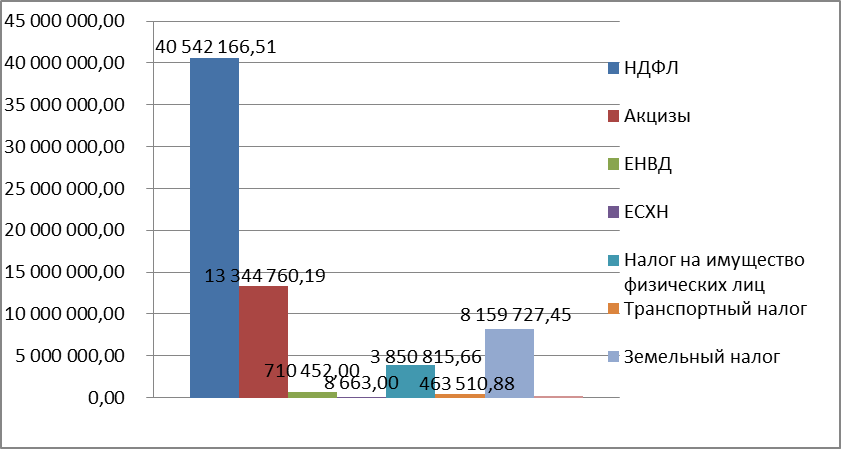 45 000 000,00
40 000 000,00
35 000 000,00
30 000 000,00
25 000 000,00
20 000 000,00
15 000 000,00
10 000 000,00
5 000 000,00
0,00
40 542 166,51
13 344 760,19
710 452,00
8 663,00
3 850 815,66
463 510,88
8 159 727,45
НДФЛ
Акцизы
ЕНВД
ЕСХН
Налог на имущество
физических лиц
Транспортный налог
Земельный налог